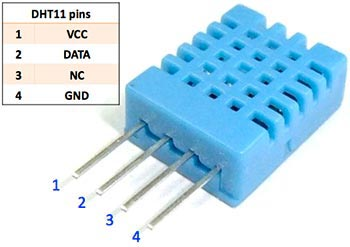 DHT11 pins
1 VCC
2 DATA
3 NC
4 GND
1
2
3
4